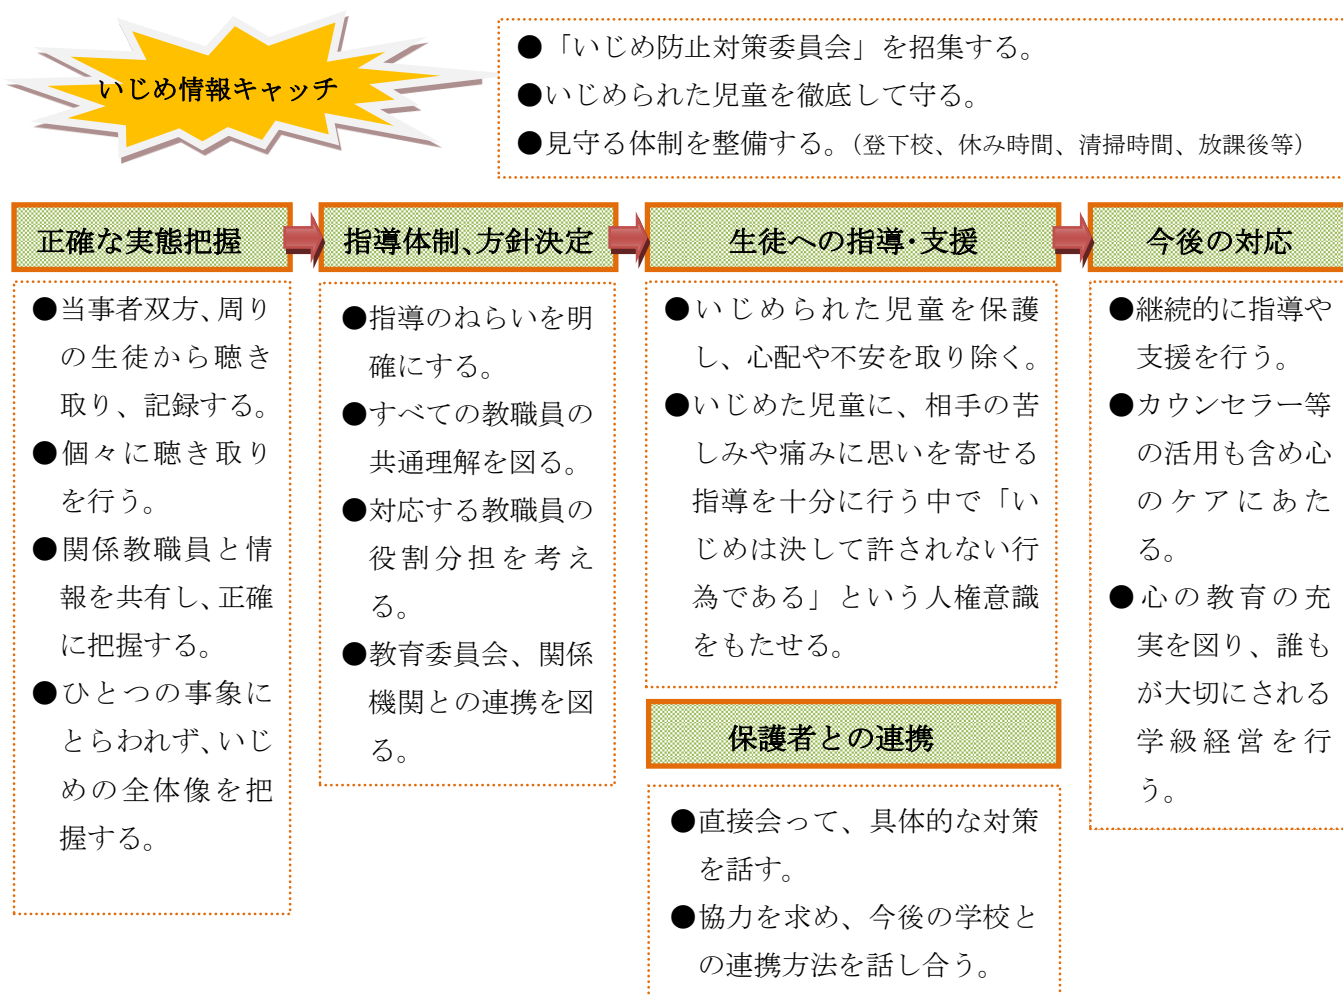 いじめ情報キャッチ
●「いじめ防止対策委員会」を招集する。
●いじめられた児童を徹底して守る。
●見守る体制を整備する。（登下校、休み時間、清掃時間、放課後等）
正確な実態把握
●当事者双方、周り
の生徒から聴き
取り、記録する。
●個々に聴き取り
を行う。
●関係教職員と情
報を共有し、正確
に把握する。
●ひとつの事象に
とらわれず、いじ
めの全体像を把
握する。
指導体制、方針決定
●指導のねらいを明
確にする。
●すべての教職員の
共通理解を図る。
●対応する教職員の
役割分担を考え
る。
●教育委員会、関係
機関との連携を図
る。
生徒への指導・支援
●いじめられた児童を保護
し、心配や不安を取り除く。
●いじめた児童に、相手の苦
しみや痛みに思いを寄せる
指導を十分に行う中で「い
じめは決して許されない行
為である」という人権意識
をもたせる。
保護者との連携
●直接会って、具体的な対策
を話す。
●協力を求め、今後の学校と
の連携方法を話し合う。
今後の対応
●継続的に指導や
支援を行う。
●カウンセラー等
の活用も含め心
のケアにあた
る。
●心の教育の充
実を図り、誰も
が大切にされる
学級経営を行
う。